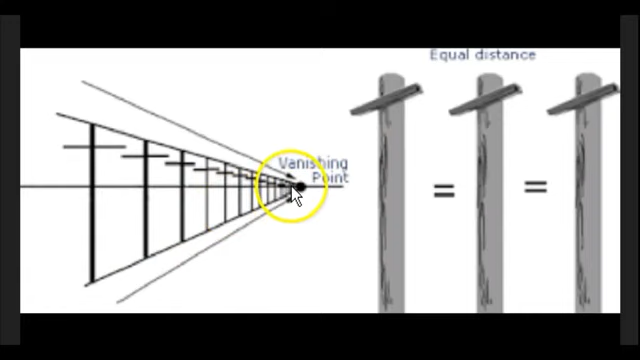 Equal distance
Vanishing
Point
= =